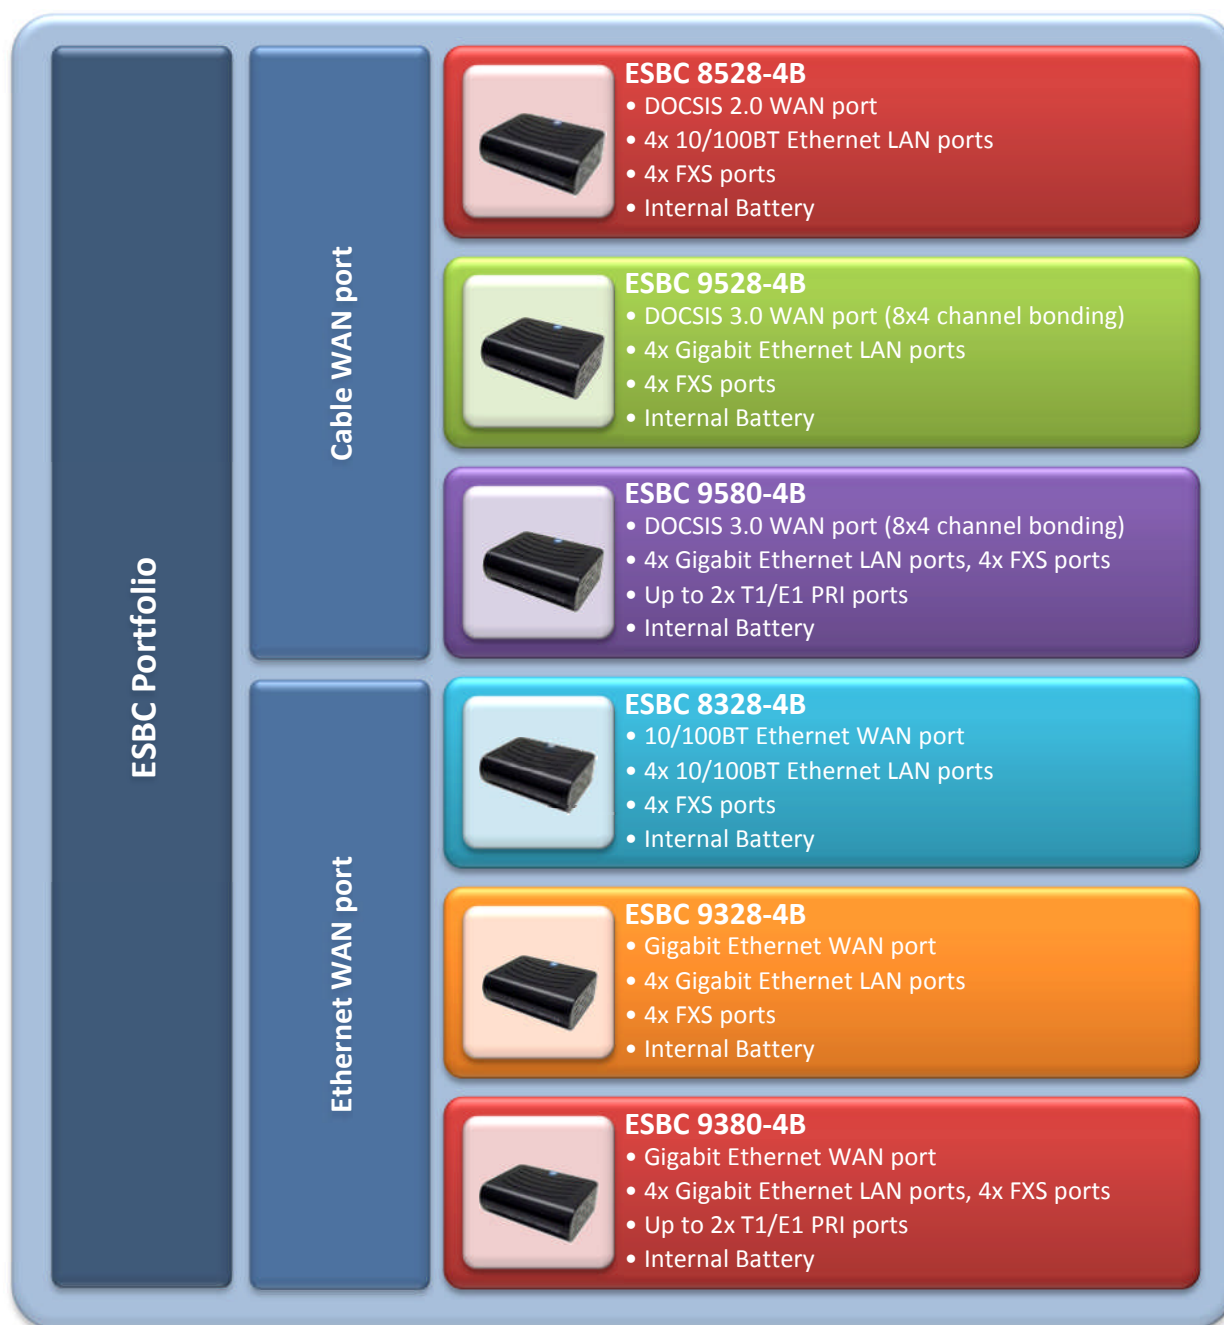 ESBC Portfolio
Cable WAN port
ESBC 8528-4B
• DOCSIS 2.0 WAN port
• 4x 10/100BT Ethernet LAN ports
• 4x FXS ports
• Internal Battery
ESBC 9528-4B
• DOCSIS 3.0 WAN port (8x4 channel bonding)
• 4x Gigabit Ethernet LAN ports
• 4x FXS ports
• Internal Battery
ESBC 9580-4B
• DOCSIS 3.0 WAN port (8x4 channel bonding)
• 4x Gigabit Ethernet LAN ports, 4x FXS ports
• Up to 2x T1/E1 PRI ports
• Internal Battery
Ethernet WAN port
ESBC 8328-4B
• 10/100BT Ethernet WAN port
• 4x 10/100BT Ethernet LAN ports
• 4x FXS ports
• Internal Battery
ESBC 9328-4B
• Gigabit Ethernet WAN port
• 4x Gigabit Ethernet LAN ports
• 4x FXS ports
• Internal Battery
ESBC 9380-4B
• Gigabit Ethernet WAN port
• 4x Gigabit Ethernet LAN ports, 4x FXS ports
• Up to 2x T1/E1 PRI ports
• Internal Battery